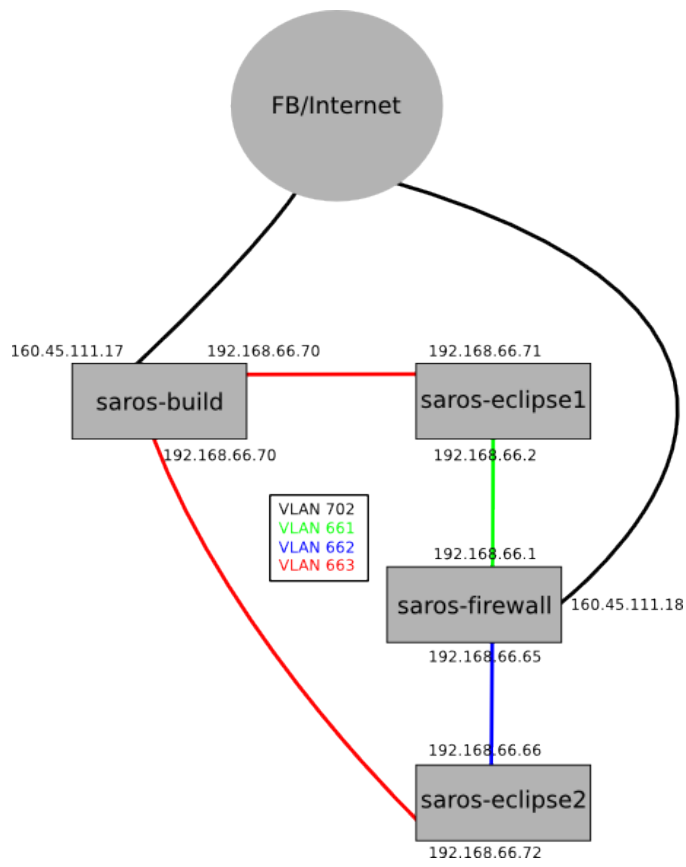 FB/Internet
160.45.111.17
192.168.66.70
192.168.66.71
saros-build
saros-eclipse1
192.168.66.70
192.168.66.2
VLAN 702
VLAN 661
VLAN 662
VLAN 663
192.168.66.1
saros-firewall
160.45.111.18
192.168.66.65
192.168.66.66
saros-eclipse2
192.168.66.72